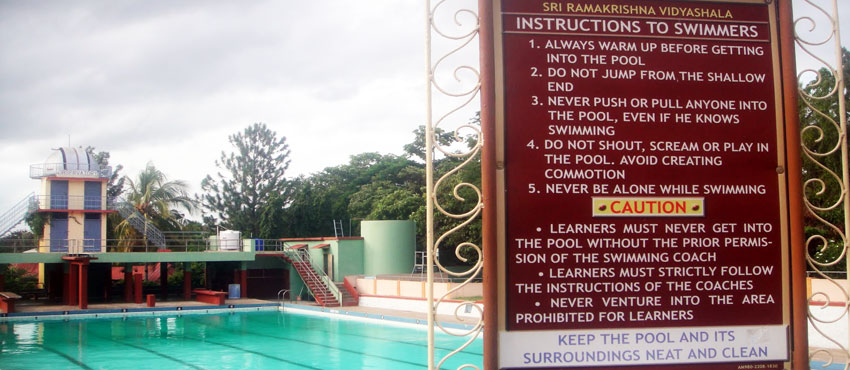 SRI RAMAKRISHNA VIDYASHALA
INSTRUCTIONS TO SWIMMERS
1. ALWAYS WARM UP BEFORE GETTING
INTO THE POOL
2. DO NOT JUMP FROM THE SHALLOW
END
3. NEVER PUSH OR PULL ANYONE INTO
THE POOL, EVEN IF HE KNOWS
SWIMMING
4. DO NOT SHOUT, SCREAM OR PLAY IN
THE POOL. AVOID CREATING
COMMOTION
5. NEVER BE ALONE WHILE SWIMMING
CAUTION
• LEARNERS MUST NEVER GET INTO
THE POOL WITHOUT THE PRIOR PERMIS-
SION OF THE SWIMMING COACH
• LEARNERS MUST STRICTLY FOLLOW
THE INSTRUCTIONS OF THE COACHES
• NEVER VENTURE INTO THE AREA
PROHIBITED FOR LEARNERS
KEEP THE POOL AND ITS
SURROUNDINGS NEAT AND CLEAN